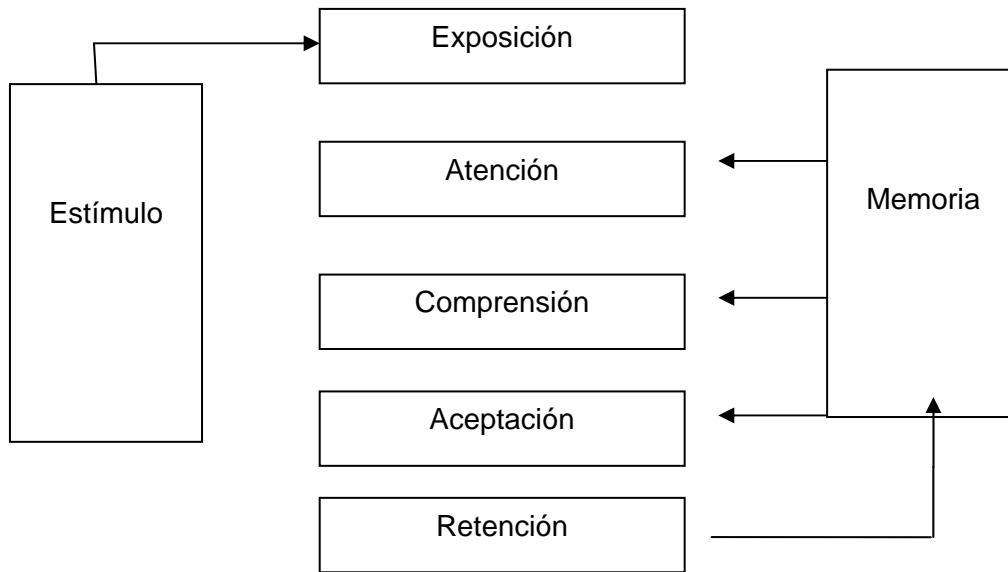 Exposición
Estímulo
Atención
Memoria
Comprensión
Aceptación
Retención